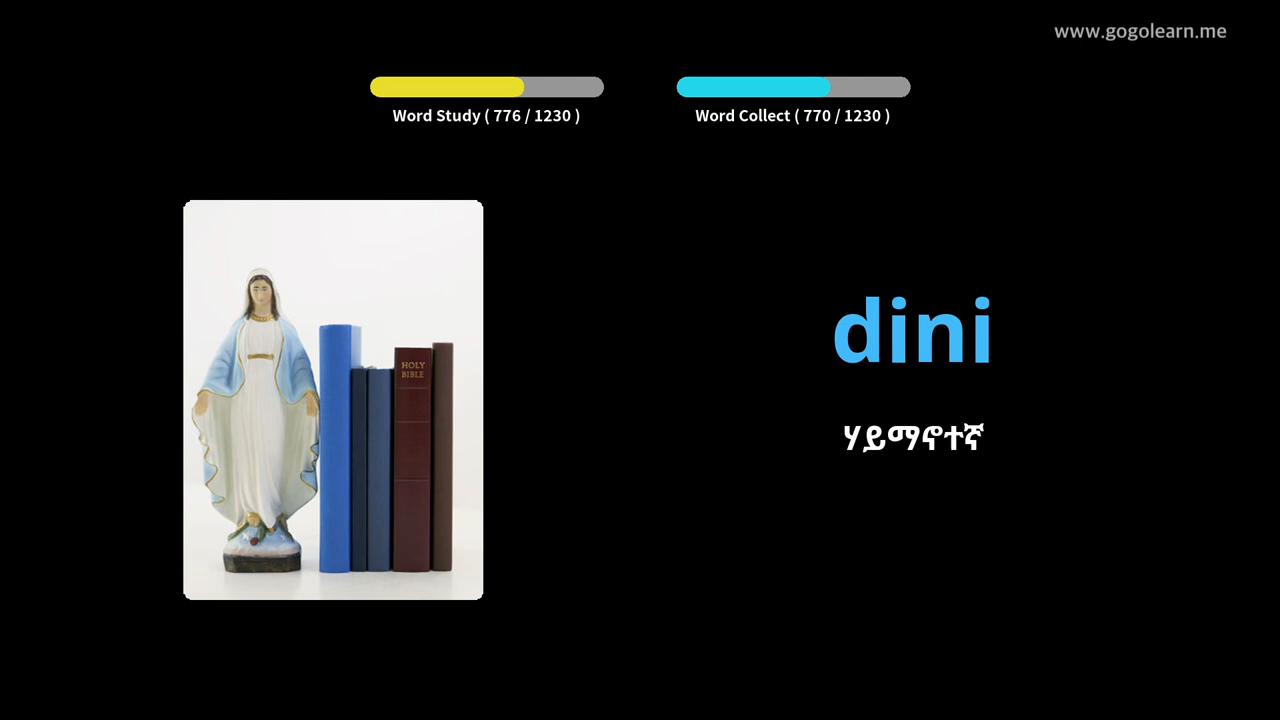 www.gogolearn.me
Word Study ( 776 / 1230 )
Word Collect ( 770 / 1230 )
HOLY
BIBLE
dini
ሃይማኖተኛ